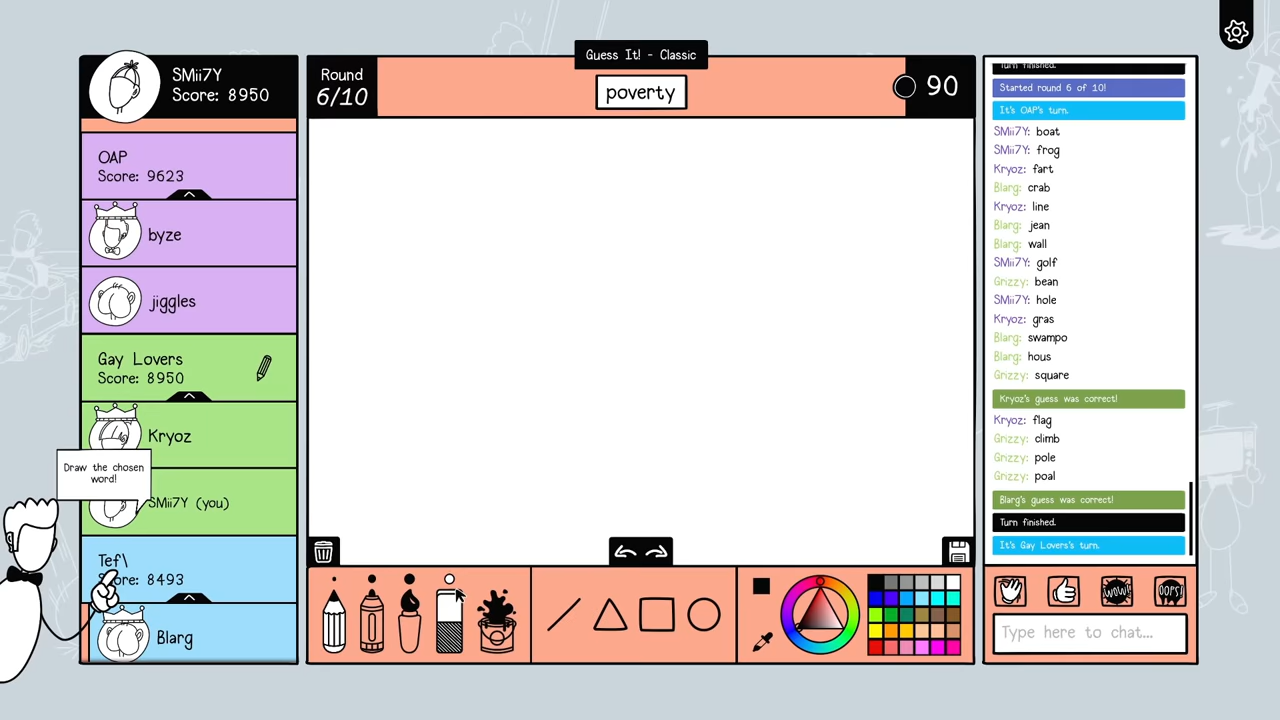 SMii7Y
Score: 8950
OAP
Score: 9623
byze
jiggles
Gay Lovers
Score: 8950
Kryoz
Draw the chosen
word!
SMii7Y (you)
Tef\
Score: 8493
Blarg
Guess It! - Classic
Round
6/10
poverty
90
Turn finished.
Started round 6 of 10!
It's OAP's turn.
SMii7Y: boat
SMii7Y: frog
Kryoz: fart
Blarg: crab
Kryoz: line
Blarg: jean
Blarg: wall
SMii7Y: golf
Grizzy: bean
SMii7Y: hole
Kryoz: gras
Blarg: swampo
Blarg: hous
Grizzy: square
Kryoz's guess was correct!
Kryoz: flag
Grizzy: climb
Grizzy: pole
Grizzy: poal
Blarg's guess was correct!
Turn finished.
It's Gay Lovers's turn.
WOW!
OOPS!
Type here to chat...